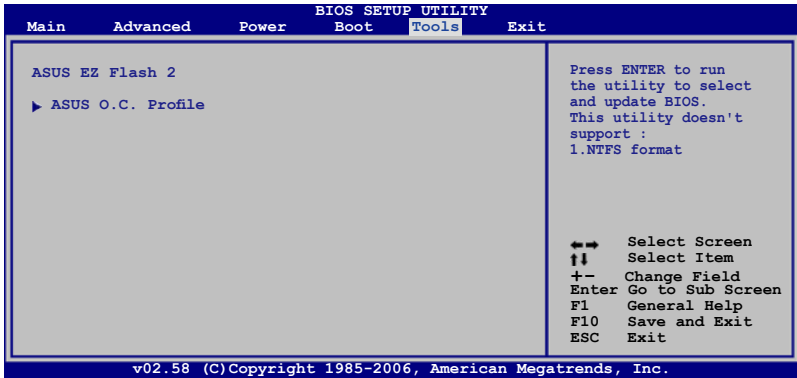 BIOS SETUP UTILITY
Main Advanced Power Boot Tools Exit
ASUS EZ Flash 2
ASUS O.C. Profile
Press ENTER to run
the utility to select
and update BIOS.
This utility doesn't
support :
1.NTFS format
←→ Select Screen
↑↓ Select Item
+- Change Field
Enter Go to Sub Screen
F1 General Help
F10 Save and Exit
ESC Exit
v02.58 (C)Copyright 1985-2006, American Megatrends, Inc.